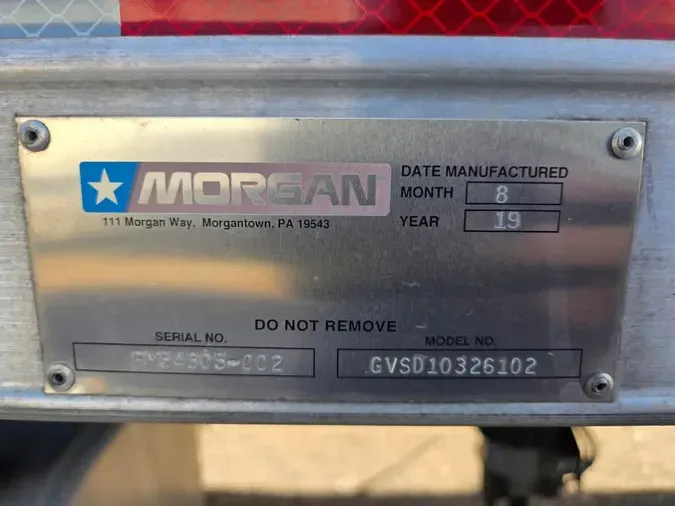 MORGAN
111 Morgan Way, Morgantown, PA 19543
DATE MANUFACTURED
MONTH 8
YEAR 19
DO NOT REMOVE
SERIAL NO.
MODEL NO.
GVSD10326102